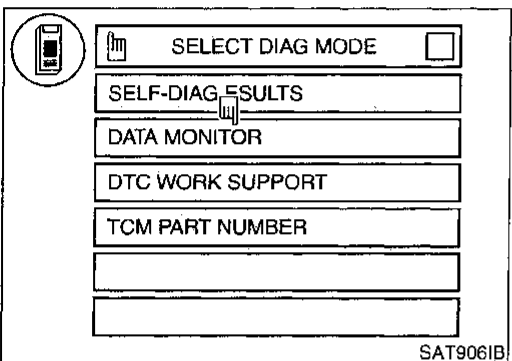 SELECT DIAG MODE
SELF-DIAG ESULTS
DATA MONITOR
DTC WORK SUPPORT
TCM PART NUMBER
SAT906IB